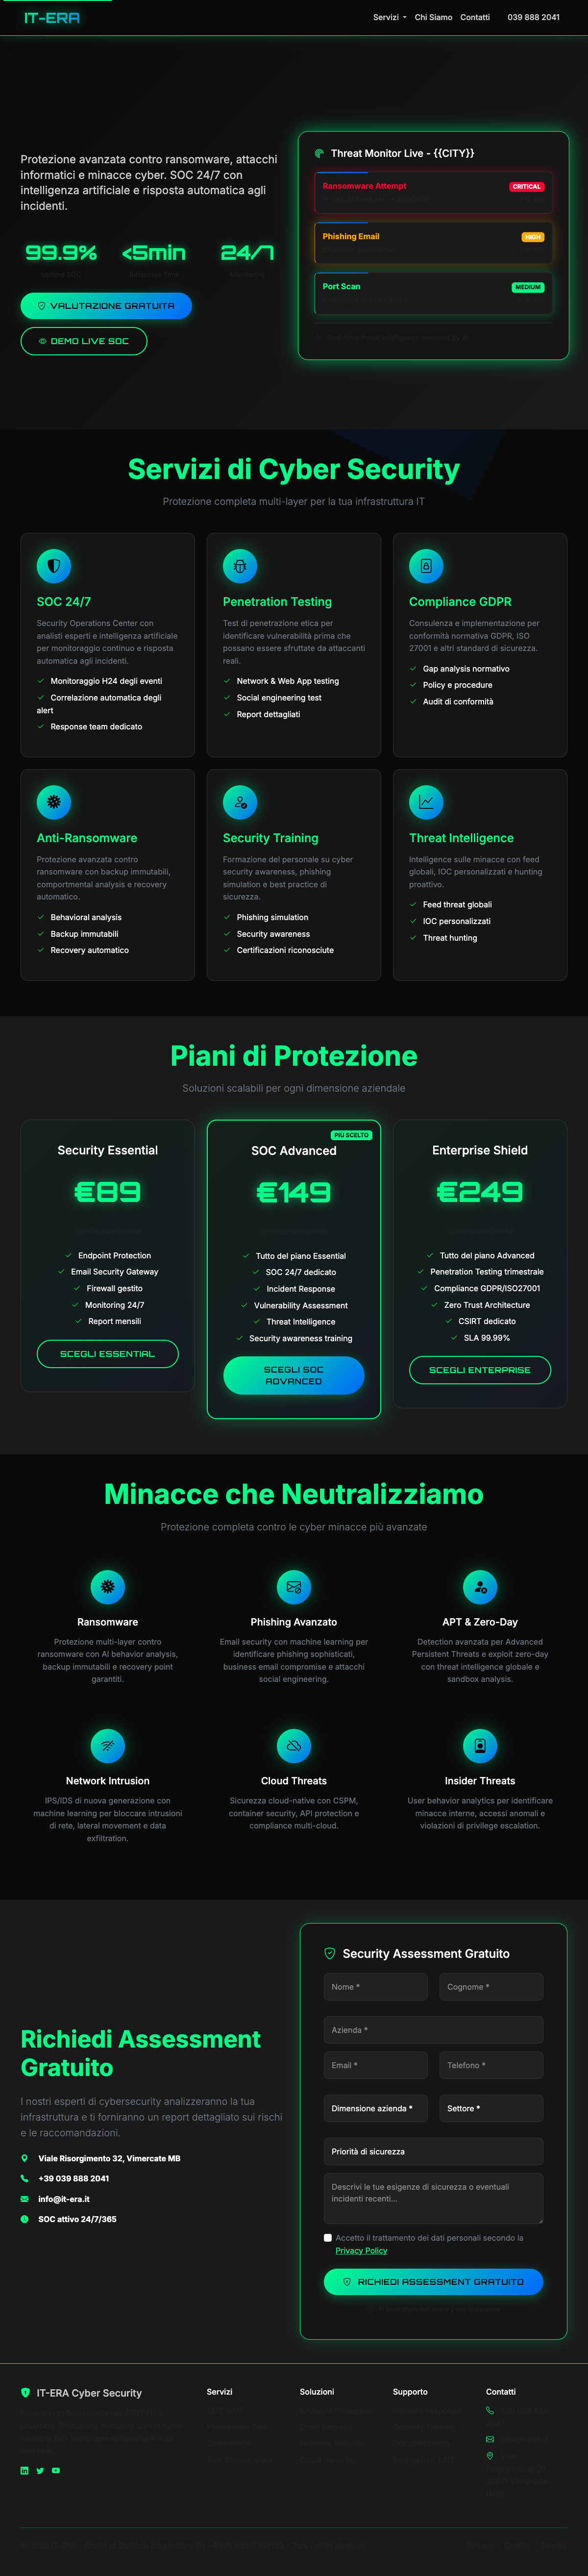 IT-ERA
Servizi
Chi Siamo
Contatti
039 888 2041
Protezione avanzata contro ransomware, attacchi
informatici e minacce cyber. SOC 24/7 con
intelligenza artificiale e risposta automatica agli
incidenti.
99.9%
<5min
24/7
VALUTAZIONE GRATUITA
DEMO LIVE SOC
Threat Monitor Live - {{CITY}}
Ransomware Attempt
CRITICAL
Phishing Email
HIGH
Port Scan
MEDIUM
Servizi di Cyber Security
Protezione completa multi-layer per la tua infrastruttura IT
SOC 24/7
Security Operations Center con
analisti esperti e intelligenza artificiale
per monitoraggio continuo e risposta
automatica agli incidenti.
Monitoraggio H24 degli eventi
Correlazione automatica degli
alert
Response team dedicato
Penetration Testing
Test di penetrazione etica per
identificare vulnerabilità prima che
possano essere sfruttate da attaccanti
reali.
Network & Web App testing
Social engineering test
Report dettagliati
Compliance GDPR
Consulenza e implementazione per
conformità normativa GDPR, ISO
27001 e altri standard di sicurezza.
Gap analysis normativo
Policy e procedure
Audit di conformità
Anti-Ransomware
Protezione avanzata contro
ransomware con backup immutabili,
comportmental analysis e recovery
automatico.
Behavioral analysis
Backup immutabili
Recovery automatico
Security Training
Formazione del personale su cyber
security awareness, phishing
simulation e best practice di
sicurezza.
Phishing simulation
Security awareness
Certificazioni riconosciute
Threat Intelligence
Intelligence sulle minacce con feed
globali, IOC personalizzati e hunting
proattivo.
Feed threat globali
IOC personalizzati
Threat hunting
Piani di Protezione
Soluzioni scalabili per ogni dimensione aziendale
Security Essential
€89
Endpoint Protection
Email Security Gateway
Firewall gestito
Monitoring 24/7
Report mensili
SCEGLI ESSENTIAL
PIÙ SCELTO
SOC Advanced
€149
Tutto del piano Essential
SOC 24/7 dedicato
Incident Response
Vulnerability Assessment
Threat Intelligence
Security awareness training
SCEGLI SOC
ADVANCED
Enterprise Shield
€249
Tutto del piano Advanced
Penetration Testing trimestrale
Compliance GDPR/ISO27001
Zero Trust Architecture
CSIRT dedicato
SLA 99.99%
SCEGLI ENTERPRISE
Minacce che Neutralizziamo
Protezione completa contro le cyber minacce più avanzate
Ransomware
Protezione multi-layer contro
ransomware con AI behavior analysis,
backup immutabili e recovery point
garantiti.
Phishing Avanzato
Email security con machine learning per
identificare phishing sophisticati,
business email compromise e attacchi
social engineering.
APT & Zero-Day
Detection avanzata per Advanced
Persistent Threats e exploit zero-day
con threat intelligence globale e
sandbox analysis.
Network Intrusion
IPS/IDS di nuova generazione con
machine learning per bloccare intrusioni
di rete, lateral movement e data
exfiltration.
Cloud Threats
Sicurezza cloud-native con CSPM,
container security, API protection e
compliance multi-cloud.
Insider Threats
User behavior analytics per identificare
minacce interne, accessi anomali e
violazioni di privilege escalation.
Richiedi Assessment
Gratuito
I nostri esperti di cybersecurity analizzeranno la tua
infrastruttura e ti forniranno un report dettagliato sui rischi
e le raccomandazioni.
Viale Risorgimento 32, Vimercate MB
+39 039 888 2041
info@it-era.it
SOC attivo 24/7/365
Security Assessment Gratuito
Nome *
Cognome *
Azienda *
Email *
Telefono *
Dimensione azienda *
Settore *
Priorità di sicurezza
Descrivi le tue esigenze di sicurezza o eventuali
incidenti recenti...
Accetto il trattamento dei dati personali secondo la
Privacy Policy
RICHIEDI ASSESSMENT GRATUITO
IT-ERA Cyber Security
Servizi
Soluzioni
Supporto
Contatti